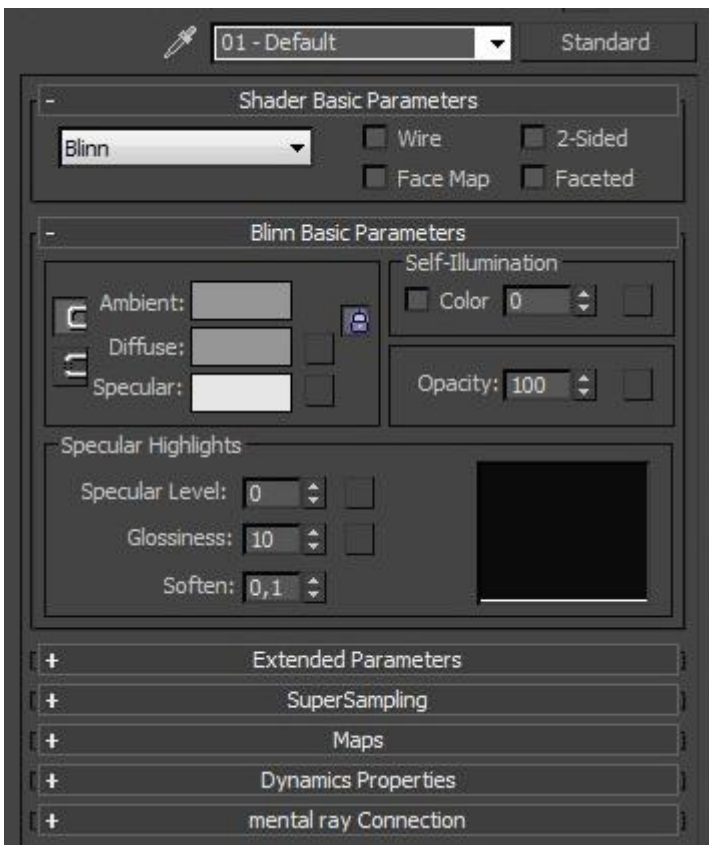 01 - Default Standard
- Shader Basic Parameters
Blinn Wire 2-Sided
Face Map Faceted
- Blinn Basic Parameters
Self-Illumination
Ambient: Color 0
Diffuse:
Specular: Opacity: 100
Specular Highlights
Specular Level: 0
Glossiness: 10
Soften: 0,1
+ Extended Parameters
+ SuperSampling
+ Maps
+ Dynamics Properties
+ mental ray Connection